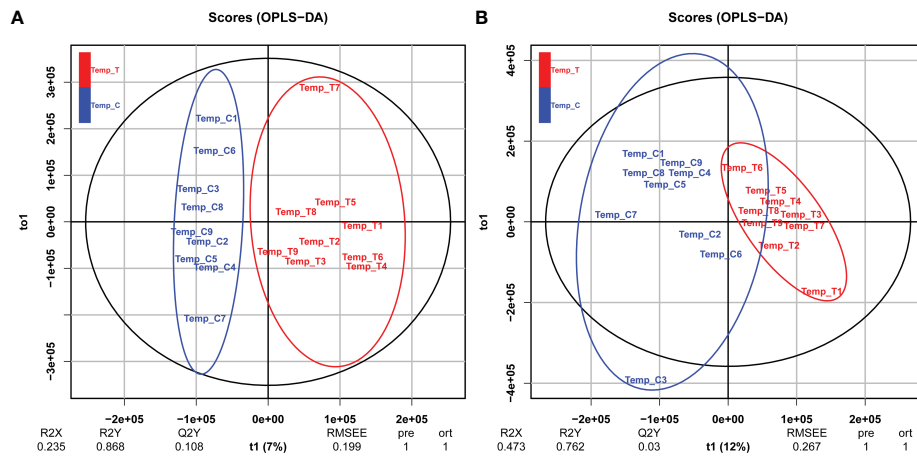 A
Scores (OPLS−DA)
Temp_T
Temp_C
to1
3e+05
2e+05
1e+05
0e+00
−1e+05
−3e+05
Temp_T7
Temp_C1
Temp_C6
Temp_C3
Temp_C8
Temp_T5
Temp_T8
Temp_T1
Temp_C9
Temp_C2
Temp_T2
Temp_T9
Temp_C5
Temp_C4
Temp_T3
Temp_T6
Temp_T4
Temp_C7
−2e+05 −1e+05 0e+00 1e+05 2e+05
R2X R2Y Q2Y RMSEE pre ort
0.235 0.868 0.108 t1 (7%) 0.199 1 1
B
Scores (OPLS−DA)
Temp_T
Temp_C
to1
4e+05
2e+05
0e+00
−2e+05
−4e+05
Temp_C1
Temp_C9
Temp_T6
Temp_C8
Temp_C4
Temp_C5
Temp_T5
Temp_T4
Temp_C7
Temp_T8
Temp_T3
Temp_T9
Temp_T7
Temp_C2
Temp_T2
Temp_C6
Temp_T1
Temp_C3
−2e+05 −1e+05 0e+00 1e+05 2e+05
R2X R2Y Q2Y RMSEE pre ort
0.473 0.762 0.03 t1 (12%) 0.267 1 1